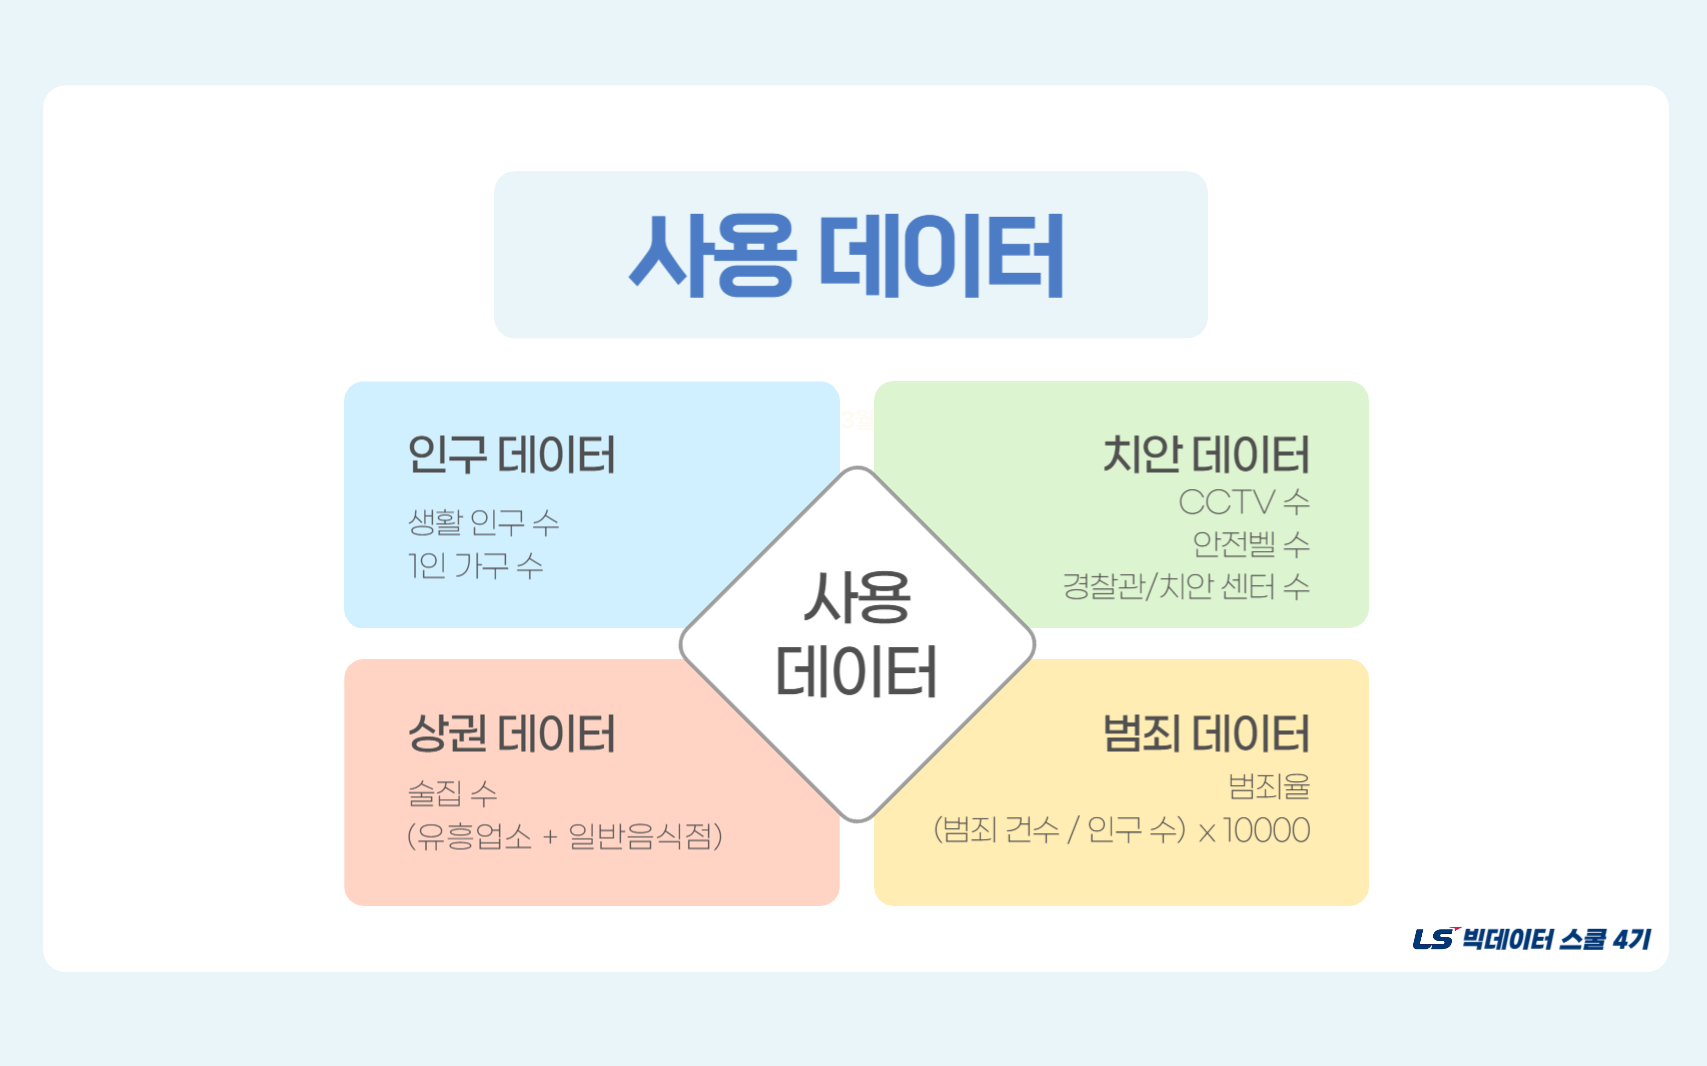 사용 데이터
인구 데이터
생활 인구 수
1인 가구 수
3월
치안 데이터
CCTV 수
안전벨 수
경찰관/치안 센터 수
사용
데이터
상권 데이터
술집 수
(유흥업소 + 일반음식점)
범죄 데이터
범죄율
(범죄 건수 / 인구 수) x 10000
LS 빅데이터 스쿨 4기